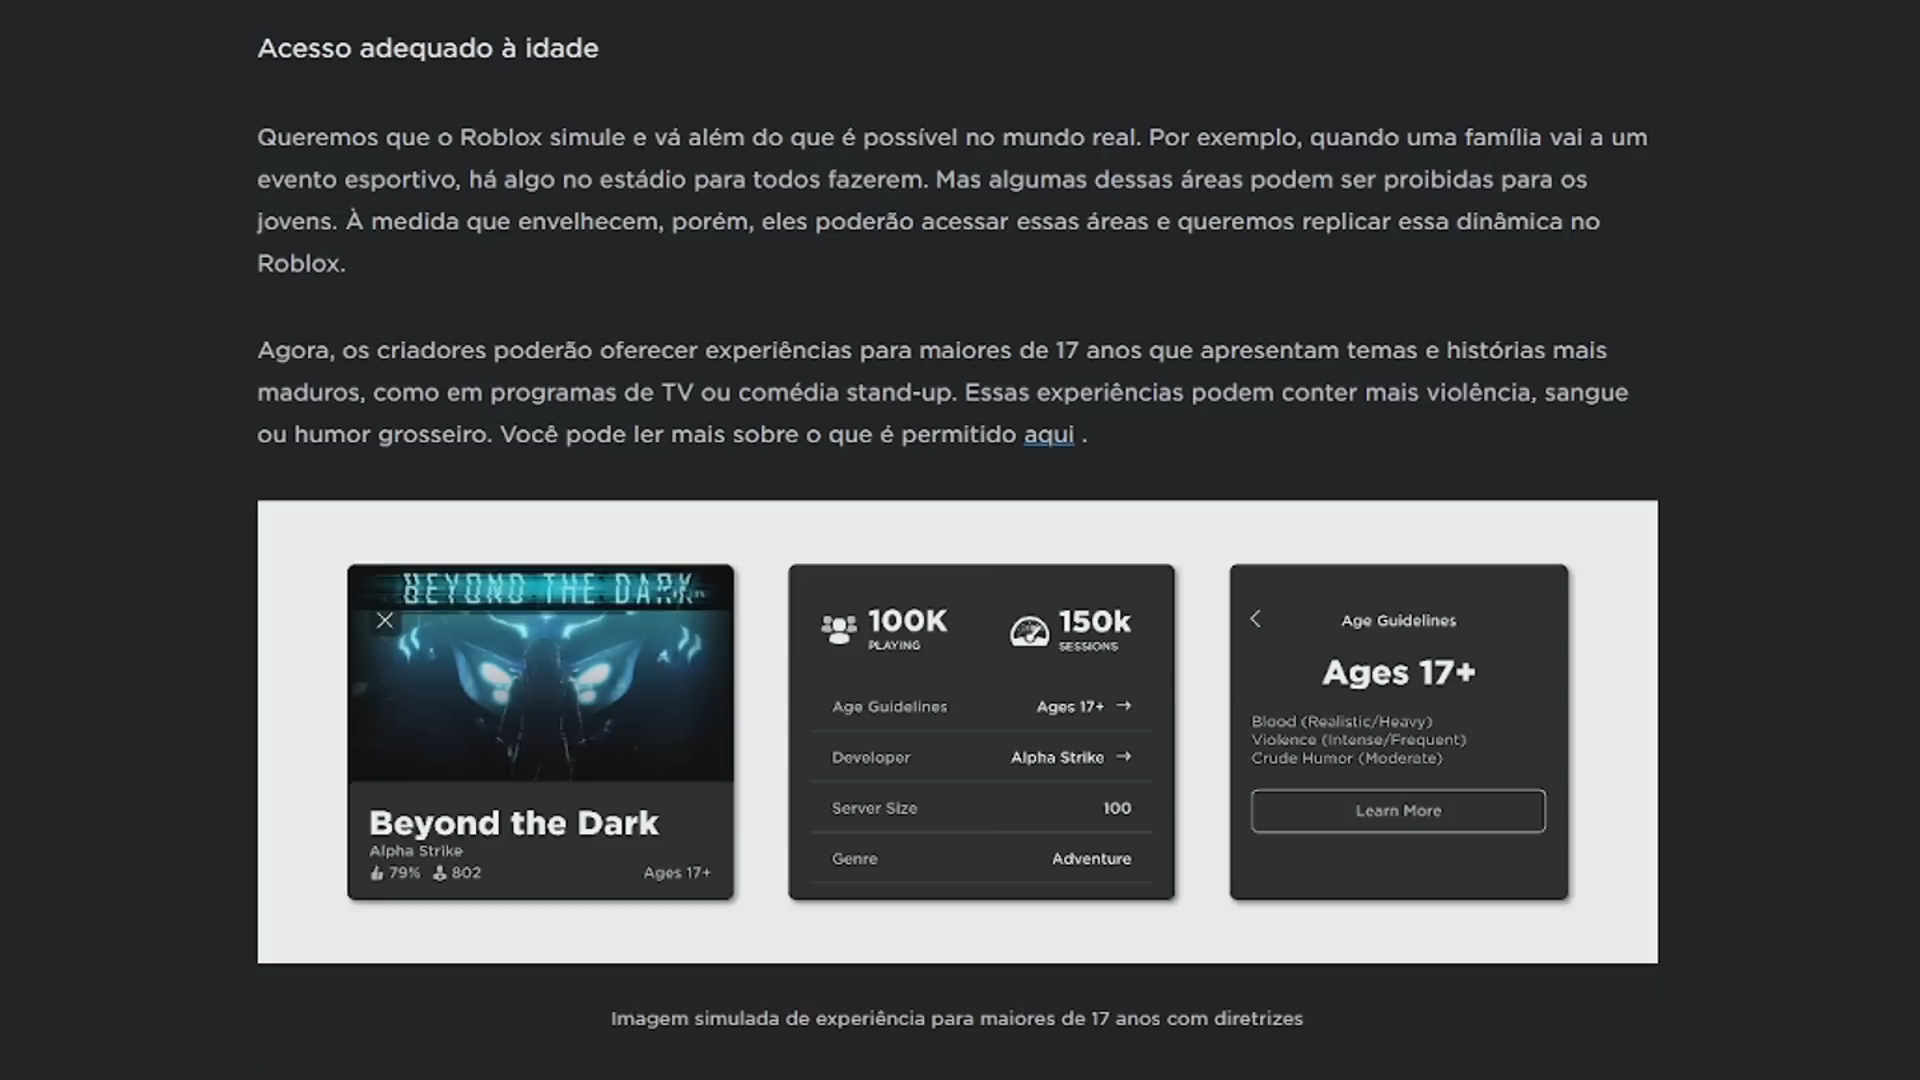 Acesso adequado à idade
Queremos que o Roblox simule e vá além do que é possível no mundo real. Por exemplo, quando uma família vai a um
evento esportivo, há algo no estádio para todos fazerem. Mas algumas dessas áreas podem ser proibidas para os
jovens. À medida que envelhecem, porém, eles poderão acessar essas áreas e queremos replicar essa dinâmica no
Roblox.
Agora, os criadores poderão oferecer experiências para maiores de 17 anos que apresentam temas e histórias mais
maduros, como em programas de TV ou comédia stand-up. Essas experiências podem conter mais violência, sangue
ou humor grosseiro. Você pode ler mais sobre o que é permitido aqui .
BEYOND THE DARK
Beyond the Dark
Alpha Strike
79% 802 Ages 17+
100K 150k
PLAYING SESSIONS
Age Guidelines Ages 17+ →
Developer Alpha Strike →
Server Size 100
Genre Adventure
Age Guidelines
Ages 17+
Blood (Realistic/Heavy)
Violence (Intense/Frequent)
Crude Humor (Moderate)
Learn More
Imagem simulada de experiência para maiores de 17 anos com diretrizes